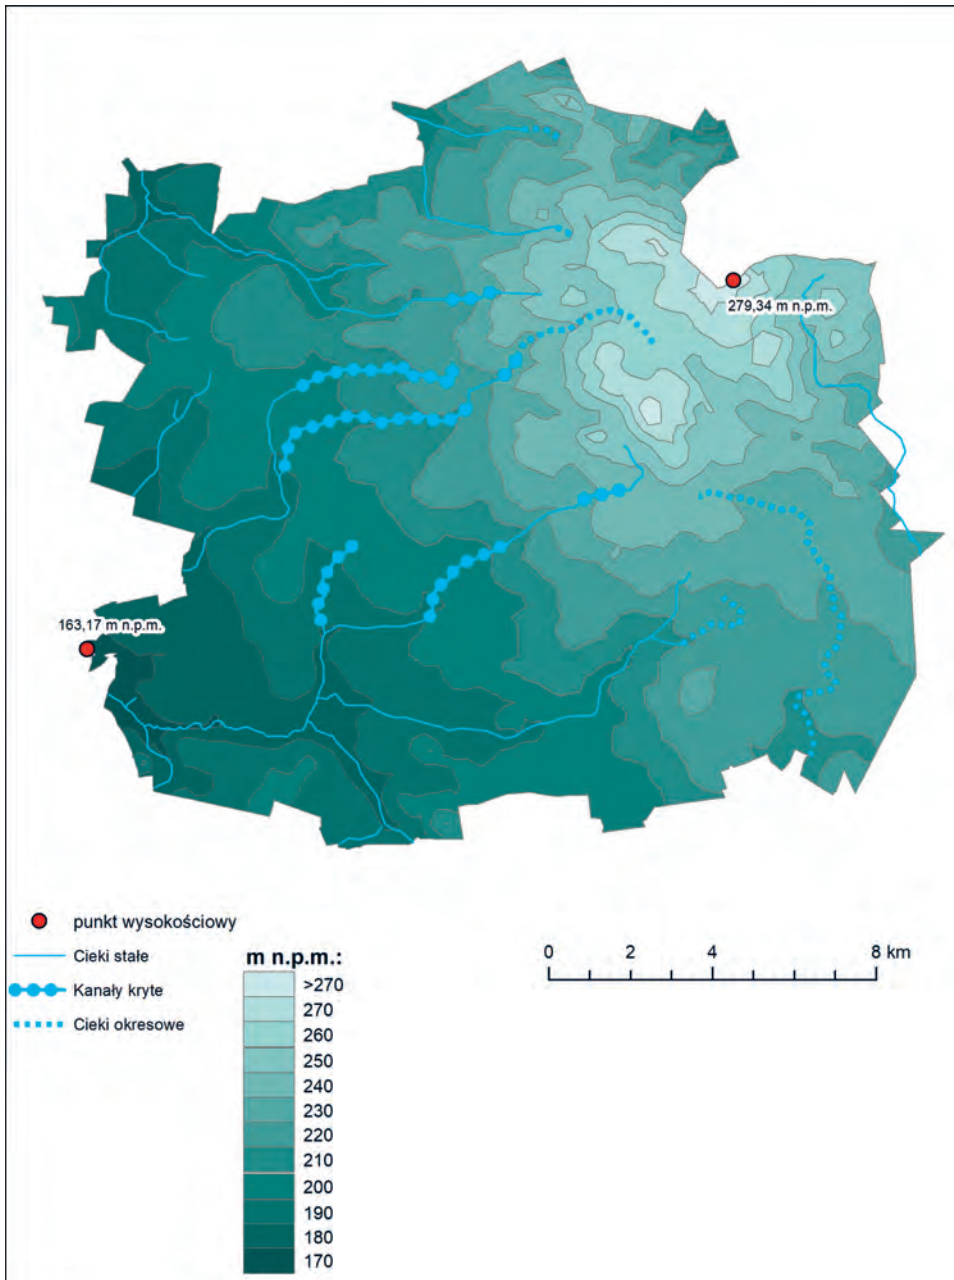 279,34 m n.p.m.
163,17 m n.p.m.
punkt wysokościowy
Cieki stałe
Kanały kryte
Cieki okresowe
m n.p.m.:
>270
270
260
250
240
230
220
210
200
190
180
170
0 2 4 8 km